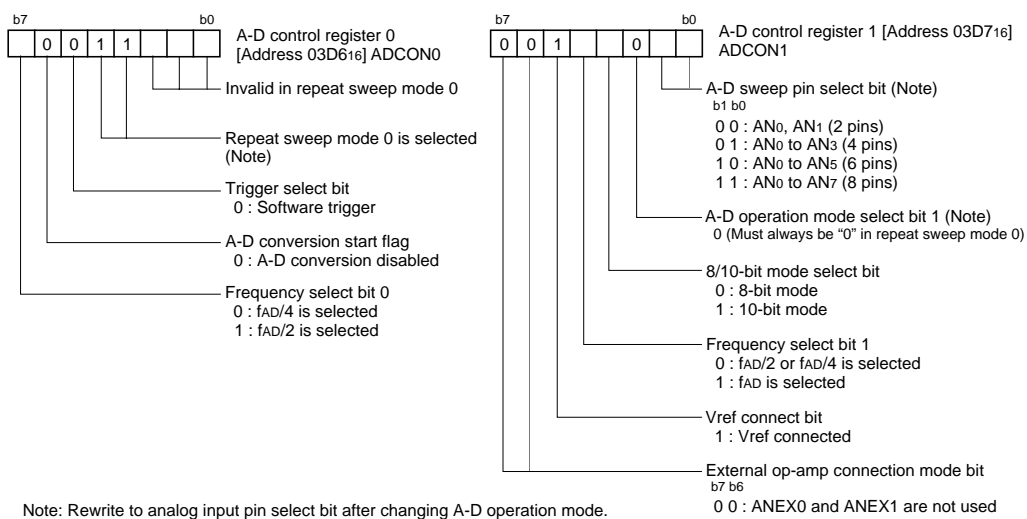 b7 b0
0 0 1 1
A-D control register 0
[Address 03D616] ADCON0
Invalid in repeat sweep mode 0
Repeat sweep mode 0 is selected
(Note)
Trigger select bit
0 : Software trigger
A-D conversion start flag
0 : A-D conversion disabled
Frequency select bit 0
0 : fAD/4 is selected
1 : fAD/2 is selected
b7 b0
0 0 1 0
A-D control register 1 [Address 03D716]
ADCON1
A-D sweep pin select bit (Note)
b1 b0
0 0 : AN0, AN1 (2 pins)
0 1 : AN0 to AN3 (4 pins)
1 0 : AN0 to AN5 (6 pins)
1 1 : AN0 to AN7 (8 pins)
A-D operation mode select bit 1 (Note)
0 (Must always be “0” in repeat sweep mode 0)
8/10-bit mode select bit
0 : 8-bit mode
1 : 10-bit mode
Frequency select bit 1
0 : fAD/2 or fAD/4 is selected
1 : fAD is selected
Vref connect bit
1 : Vref connected
External op-amp connection mode bit
b7 b6
0 0 : ANEX0 and ANEX1 are not used
Note: Rewrite to analog input pin select bit after changing A-D operation mode.